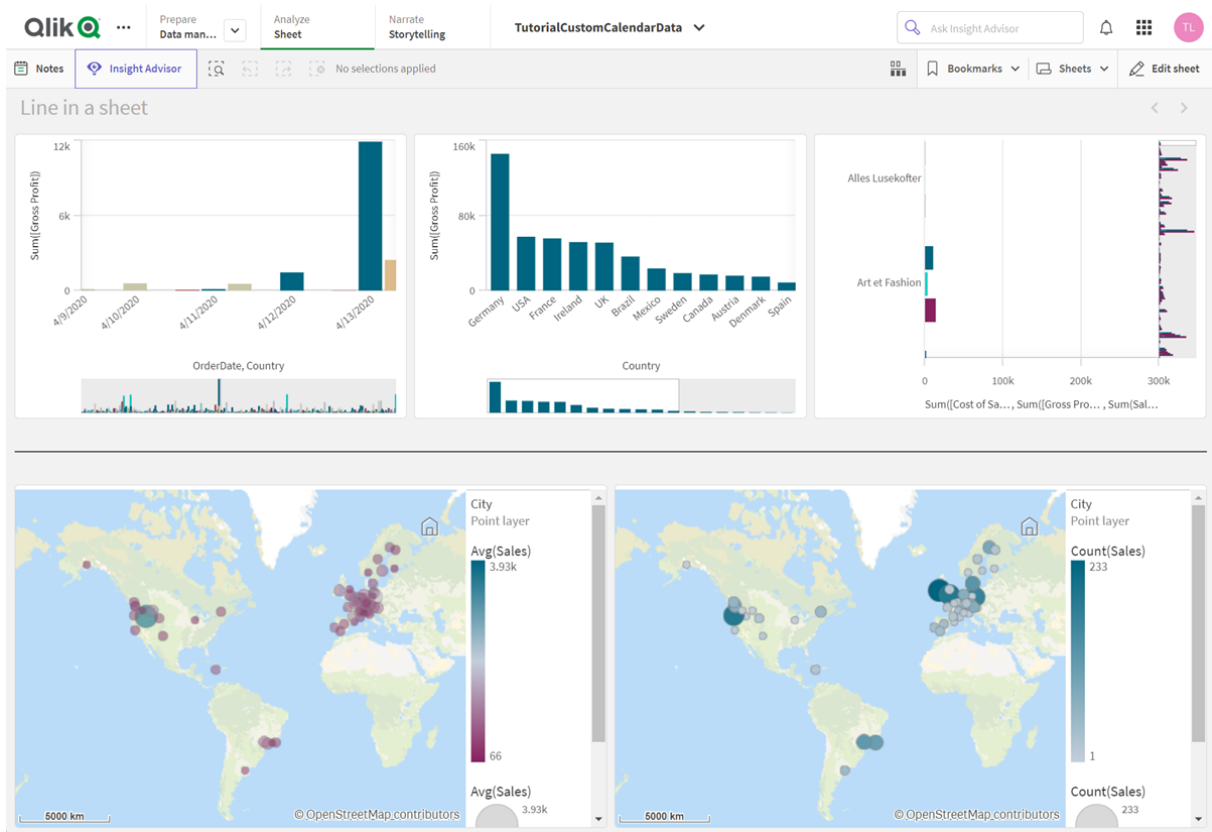 Qlik
Prepare
Data man...
Analyze
Sheet
Narrate
Storytelling
TutorialCustomCalendarData
Ask Insight Advisor
TL
Notes
Insight Advisor
No selections applied
Bookmarks
Sheets
Edit sheet
Line in a sheet
12k
6k
0
Sum([Gross Profit])
4/9/2020
4/10/2020
4/11/2020
4/12/2020
4/13/2020
OrderDate, Country
160k
80k
0
Sum([Gross Profit])
Germany
USA
France
Ireland
UK
Brazil
Mexico
Sweden
Canada
Austria
Denmark
Spain
Country
Alles Lusekofter
Art et Fashion
0
100k
200k
300k
Sum([Cost of Sa... , Sum([Gross Pro... , Sum(Sal...
City
Point layer
Avg(Sales)
3.93k
66
Avg(Sales)
3.93k
5000 km
© OpenStreetMap contributors
City
Point layer
Count(Sales)
233
1
Count(Sales)
233
5000 km
© OpenStreetMap contributors